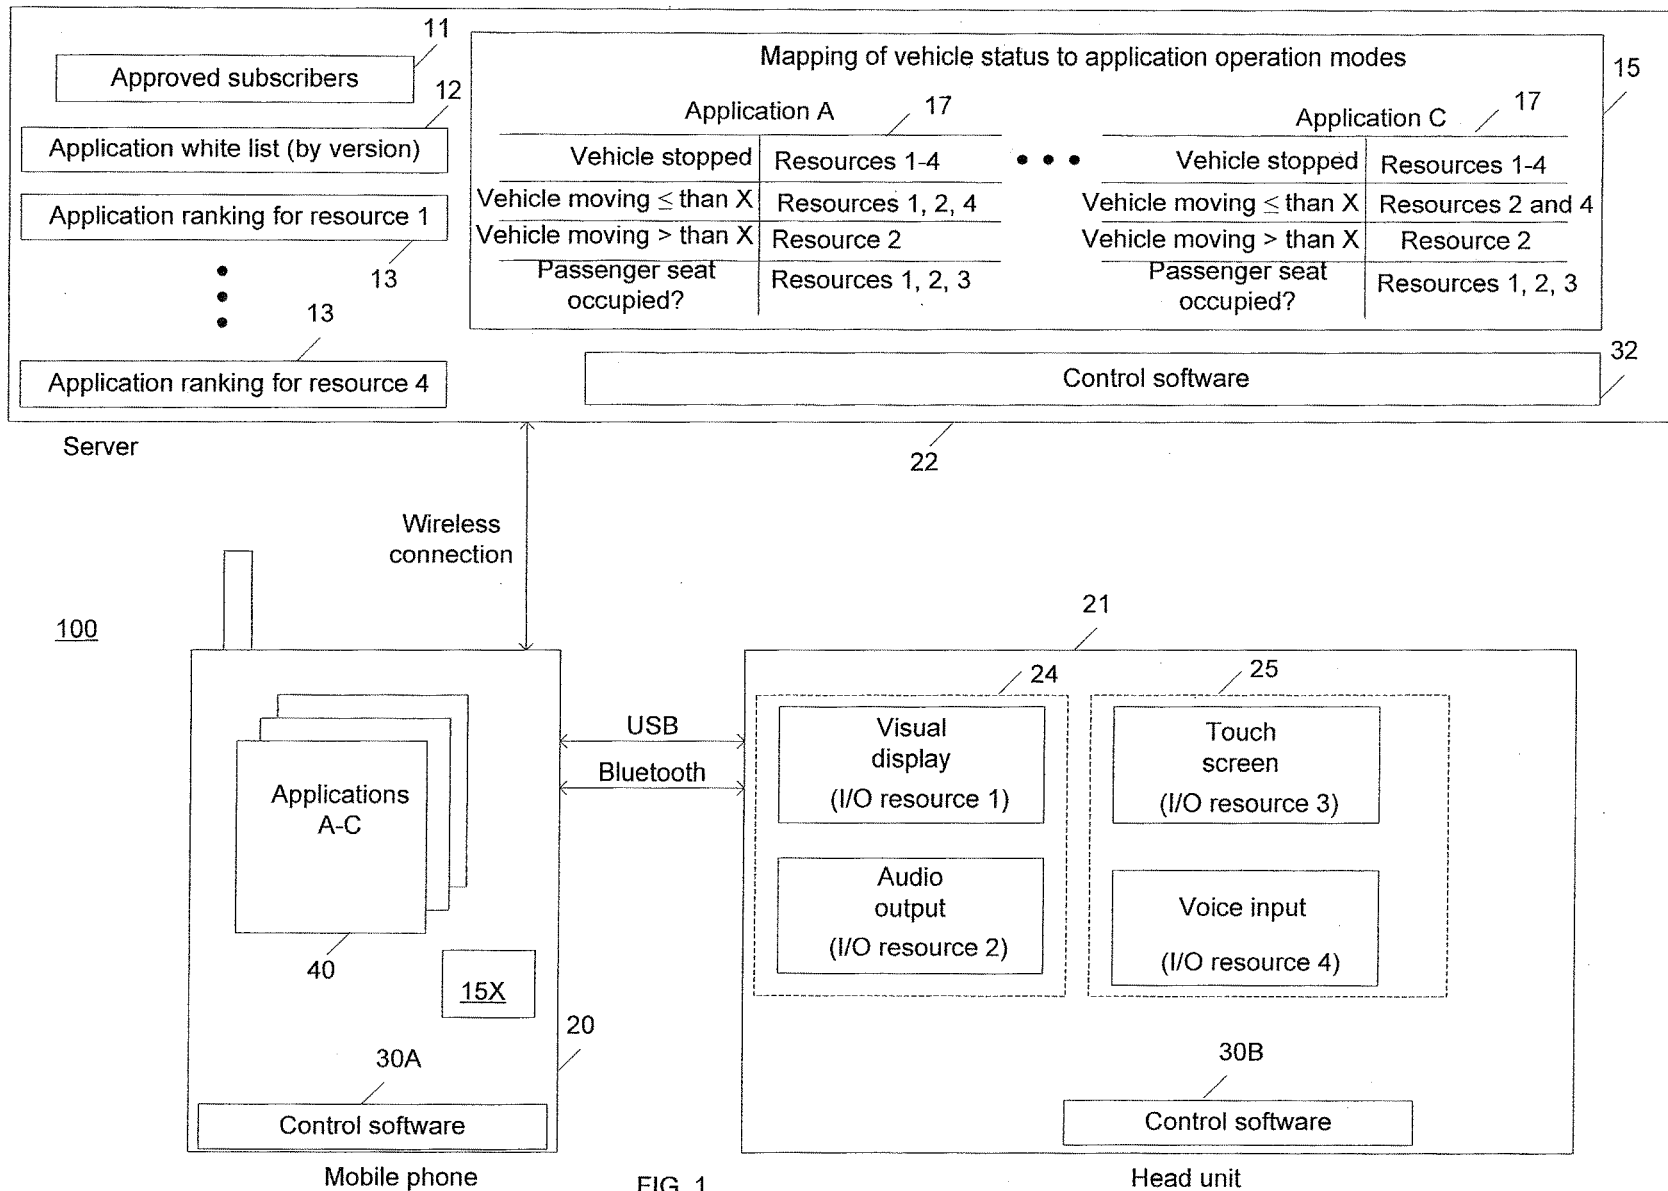 11
Approved subscribers
12
Application white list (by version)
Application ranking for resource 1
13
13
Application ranking for resource 4
Mapping of vehicle status to application operation modes
15
Application A
17
Vehicle stopped Resources 1-4
Vehicle moving ≤ than X Resources 1, 2, 4
Vehicle moving > than X Resource 2
Passenger seat
occupied? Resources 1, 2, 3
Application C
17
Vehicle stopped Resources 1-4
Vehicle moving ≤ than X Resources 2 and 4
Vehicle moving > than X Resource 2
Passenger seat
occupied? Resources 1, 2, 3
32
Control software
Server
22
Wireless
connection
100
21
24
25
USB
Bluetooth
Applications
A-C
40
15X
20
30A
Control software
Mobile phone
Visual
display
(I/O resource 1)
Audio
output
(I/O resource 2)
Touch
screen
(I/O resource 3)
Voice input
(I/O resource 4)
30B
Control software
Head unit
FIG. 1